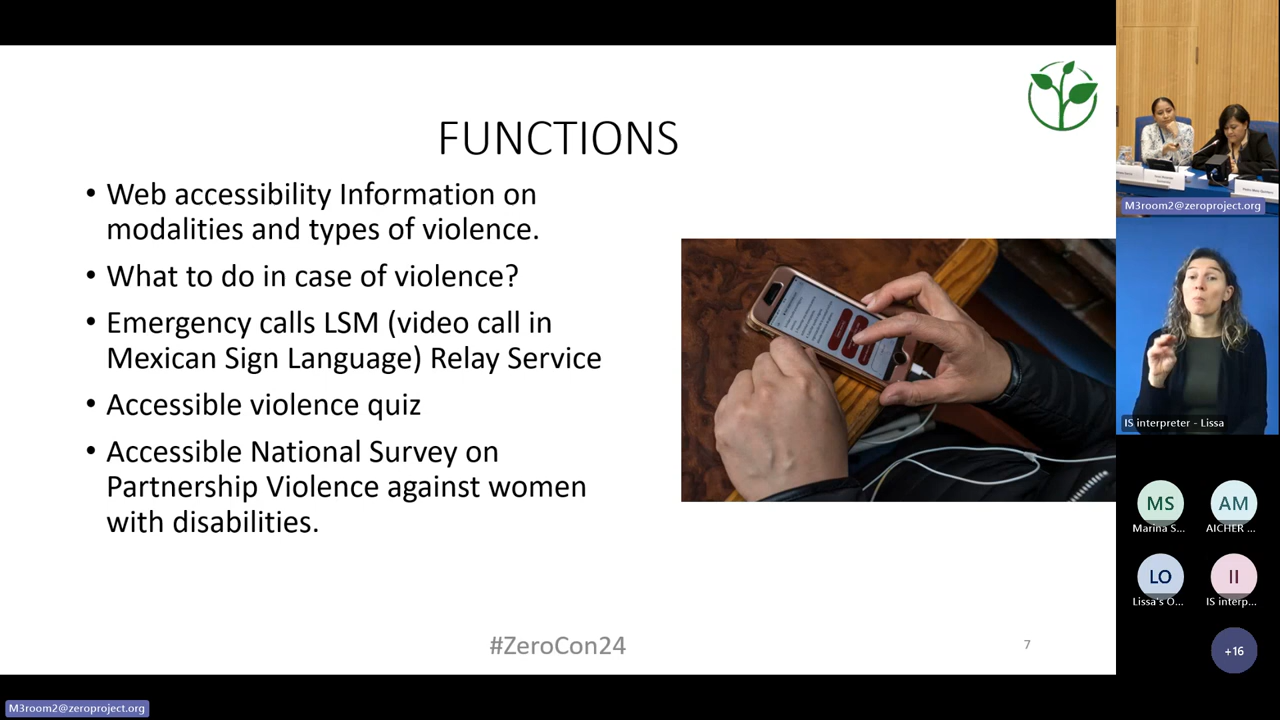 FUNCTIONS
• Web accessibility Information on
modalities and types of violence.
• What to do in case of violence?
• Emergency calls LSM (video call in
Mexican Sign Language) Relay Service
• Accessible violence quiz
• Accessible National Survey on
Partnership Violence against women
with disabilities.
#ZeroCon24
7
M3room2@zeroproject.org
IS interpreter - Lissa
MS
AM
Marina S...
AICHER ...
LO
II
Lissa's O...
IS interp...
+16
M3room2@zeroproject.org